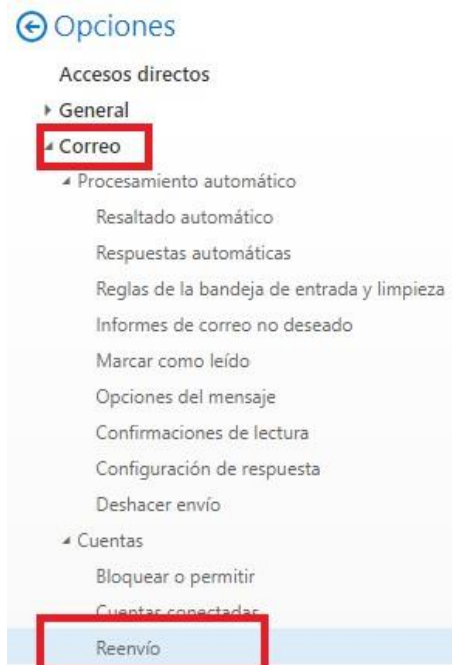 Opciones
Accesos directos
General
Correo
Procesamiento automático
Resaltado automático
Respuestas automáticas
Reglas de la bandeja de entrada y limpieza
Informes de correo no deseado
Marcar como leído
Opciones del mensaje
Confirmaciones de lectura
Configuración de respuesta
Deshacer envío
Cuentas
Bloquear o permitir
Cuentas conectadas
Reenvío